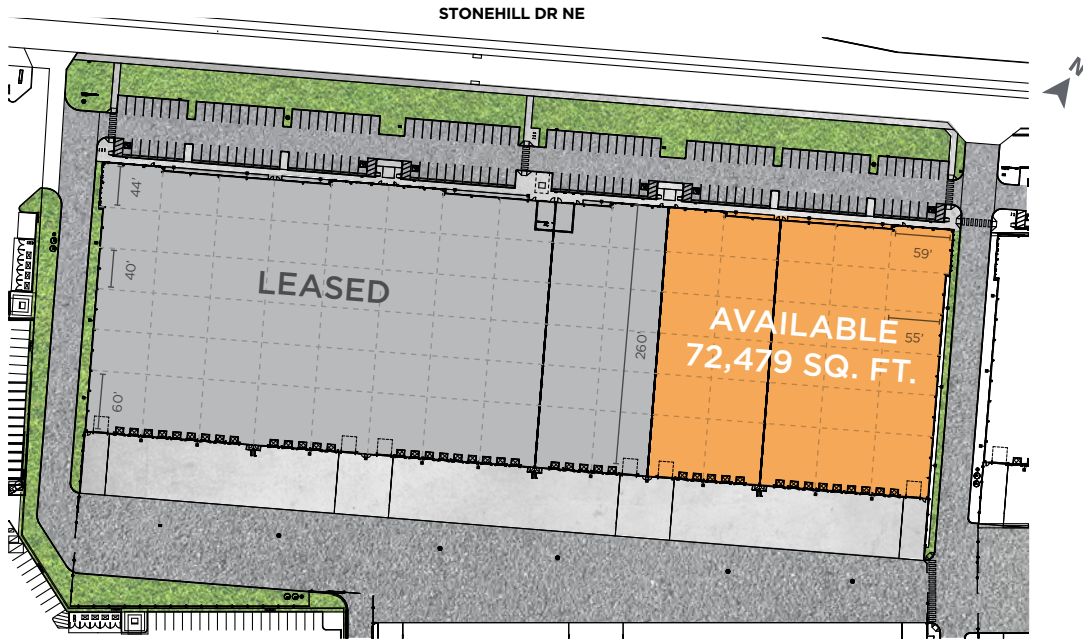 STONEHILL DR NE
N
44'
40'
60'
LEASED
260'
59'
55'
AVAILABLE
72,479 SQ. FT.